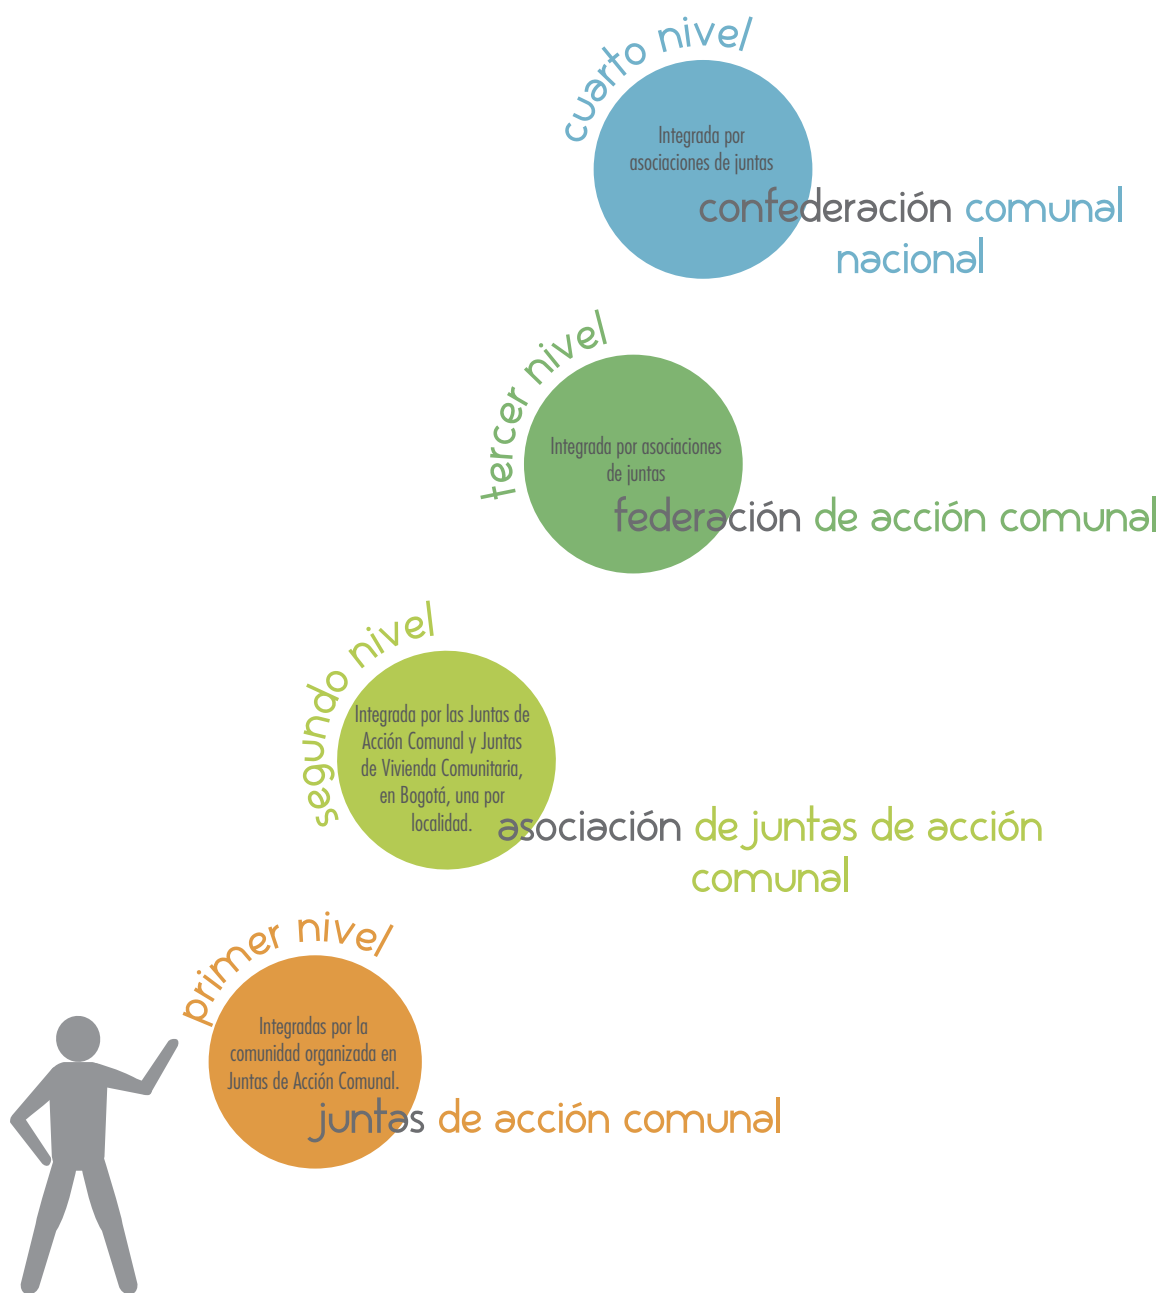 cuarto nivel
Integrada por
asociaciones de juntas
confederación comunal
nacional
tercer nivel
Integrada por asociaciones
de juntas
federación de acción comunal
segundo nivel
Integrada por las Juntas de
Acción Comunal y Juntas
de Vivienda Comunitaria,
en Bogotá, una por
localidad.
asociación de juntas de acción
comunal
primer nivel
Integradas por la
comunidad organizada en
Juntas de Acción Comunal.
juntas de acción comunal